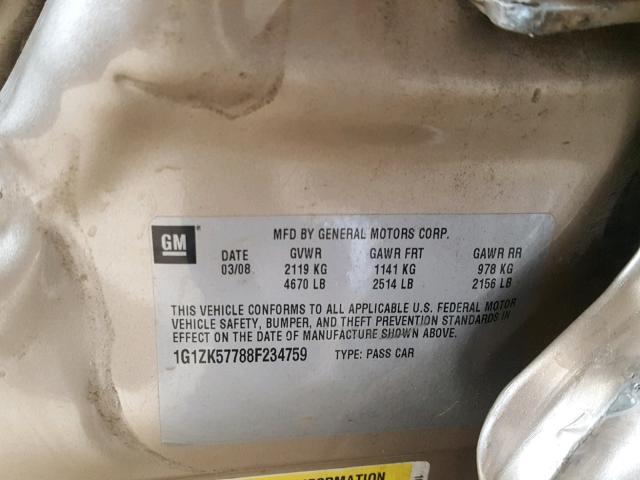 GM
MFD BY GENERAL MOTORS CORP.
DATE GVWR GAWR FRT GAWR RR
03/08 2119 KG 1141 KG 978 KG
4670 LB 2514 LB 2156 LB
THIS VEHICLE CONFORMS TO ALL APPLICABLE U.S. FEDERAL MOTOR
VEHICLE SAFETY, BUMPER, AND THEFT PREVENTION STANDARDS IN
EFFECT ON THE DATE OF MANUFACTURE SHOWN ABOVE.
1G1ZK57788F234759 TYPE: PASS CAR
INFORMATION